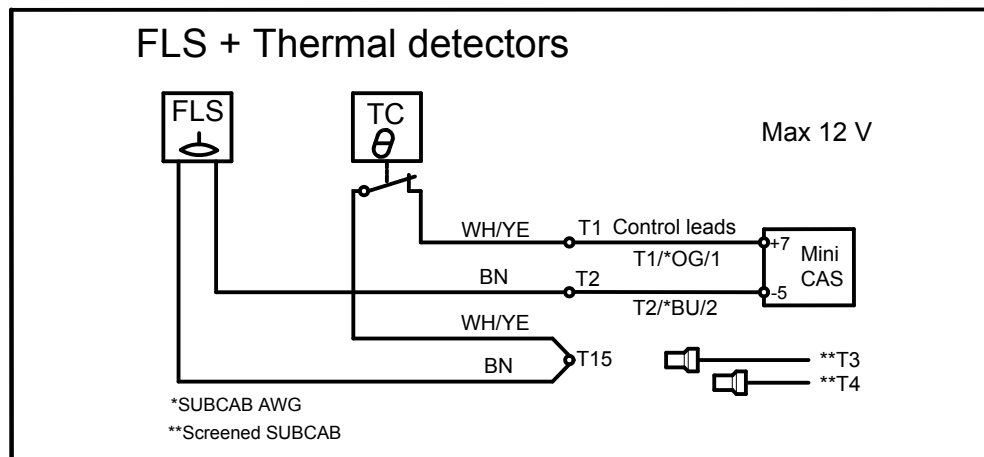 FLS + Thermal detectors
FLS
TC
θ
Max 12 V
WH/YE
T1
Control leads
+7
T1/*OG/1
Mini
CAS
BN
T2
-5
T2/*BU/2
WH/YE
T15
**T3
BN
**T4
*SUBCAB AWG
**Screened SUBCAB